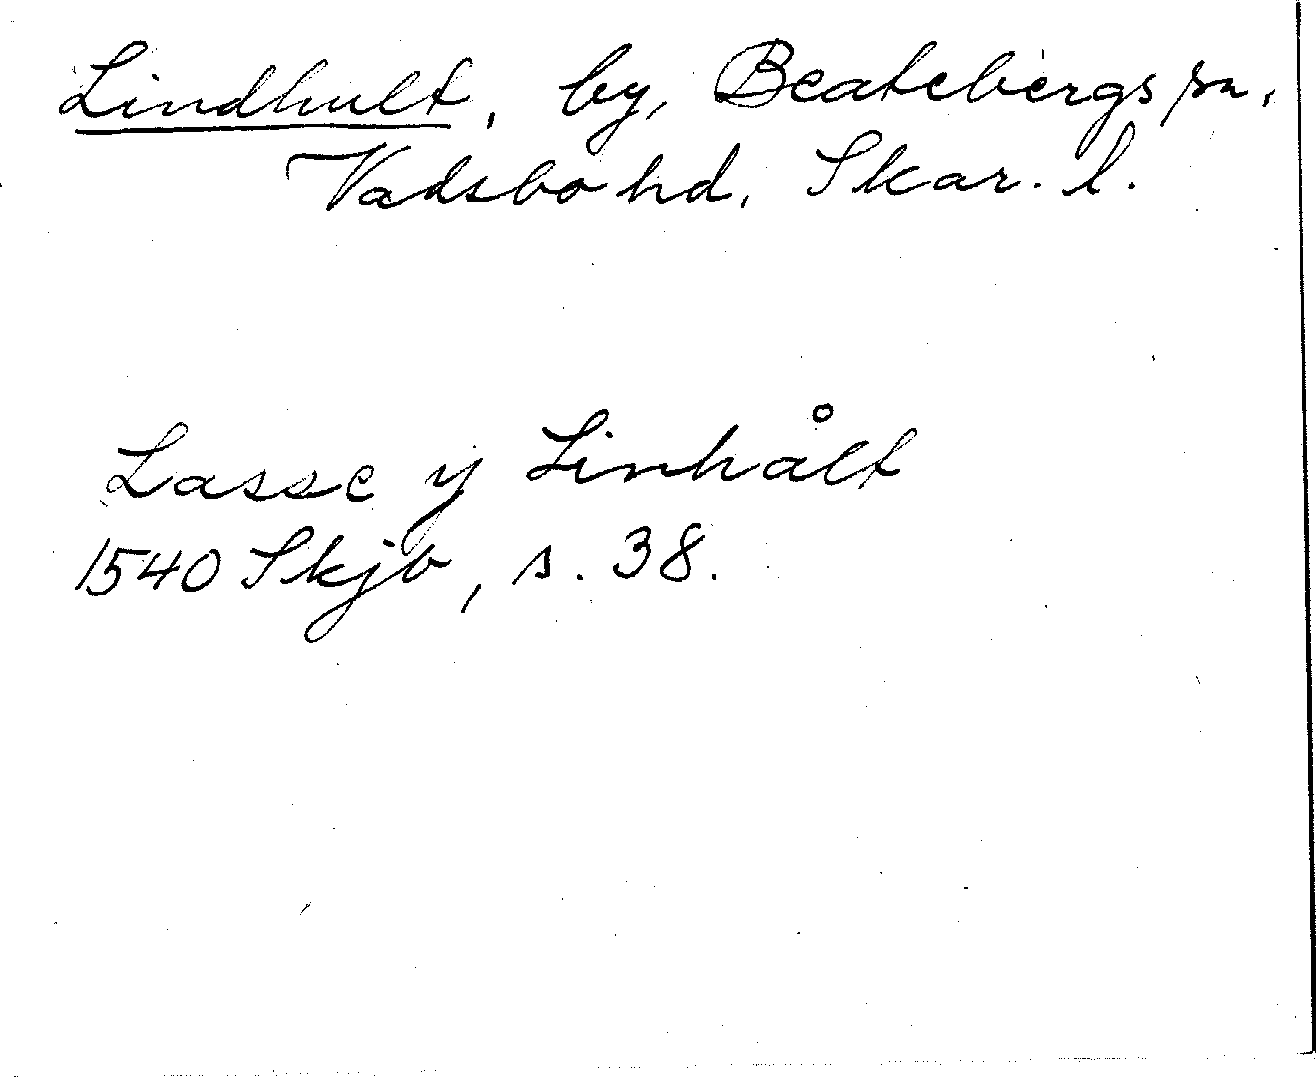 Lindhult, by, Beatebergs sn,
Vadsbo hd, Skar. l.
Lasse y Linhålt
1540 Skjb, s. 38.